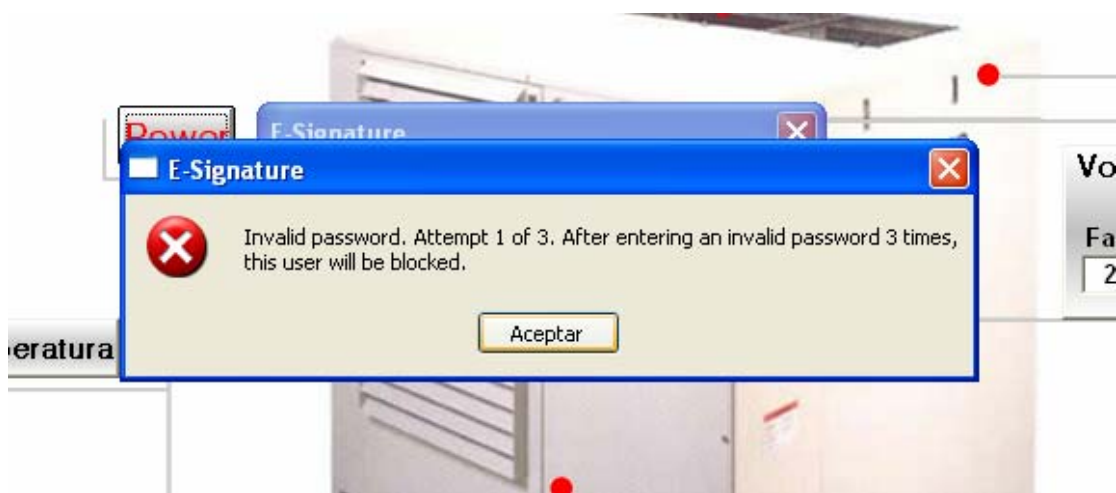 Power
E-Signature
E-Signature
Invalid password. Attempt 1 of 3. After entering an invalid password 3 times,
this user will be blocked.
Aceptar
eratura
Vo
Fa
2